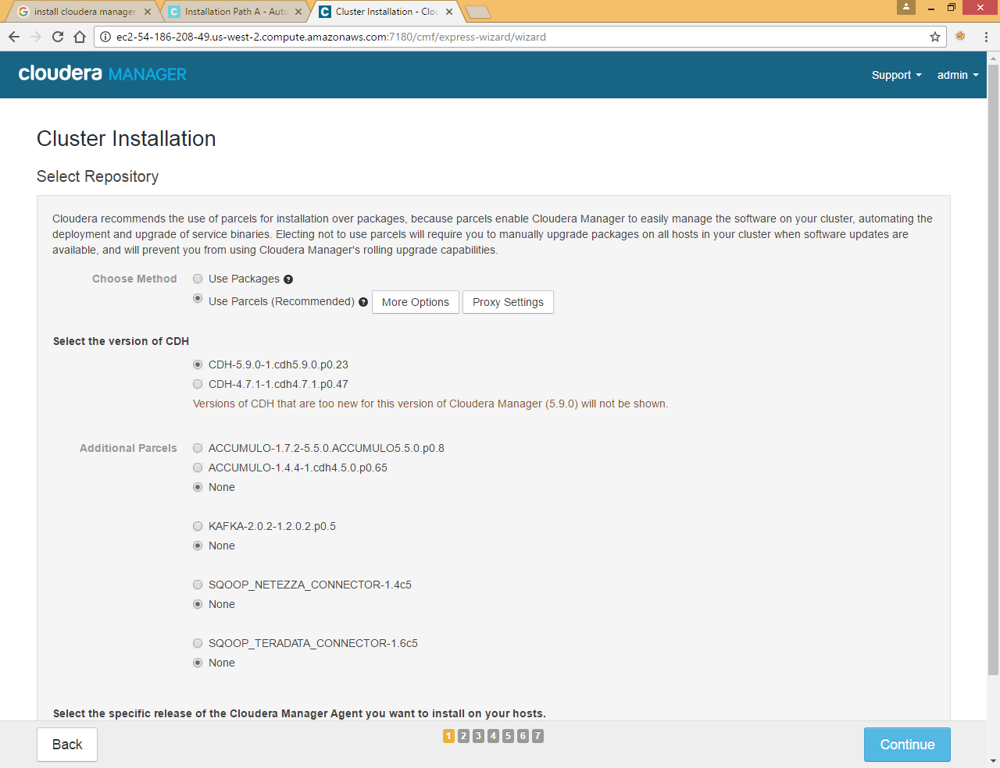 install cloudera manager
Installation Path A - Auto
Cluster Installation - Clou
ec2-54-186-208-49.us-west-2.compute.amazonaws.com:7180/cmf/express-wizard/wizard
cloudera MANAGER
Support
admin
Cluster Installation
Select Repository
Cloudera recommends the use of parcels for installation over packages, because parcels enable Cloudera Manager to easily manage the software on your cluster, automating the
deployment and upgrade of service binaries. Electing not to use parcels will require you to manually upgrade packages on all hosts in your cluster when software updates are
available, and will prevent you from using Cloudera Manager's rolling upgrade capabilities.
Choose Method
Use Packages ?
Use Parcels (Recommended) ? More Options Proxy Settings
Select the version of CDH
CDH-5.9.0-1.cdh5.9.0.p0.23
CDH-4.7.1-1.cdh4.7.1.p0.47
Versions of CDH that are too new for this version of Cloudera Manager (5.9.0) will not be shown.
Additional Parcels
ACCUMULO-1.7.2-5.5.0.ACCUMULO5.5.0.p0.8
ACCUMULO-1.4.4-1.cdh4.5.0.p0.65
None
KAFKA-2.0.2-1.2.0.2.p0.5
None
SQOOP_NETEZZA_CONNECTOR-1.4c5
None
SQOOP_TERADATA_CONNECTOR-1.6c5
None
Select the specific release of the Cloudera Manager Agent you want to install on your hosts.
Back
1 2 3 4 5 6 7
Continue